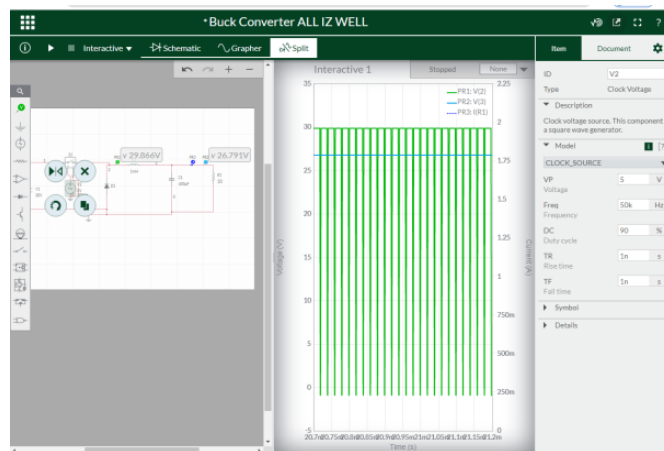 *Buck Converter ALL IZ WELL
Interactive Schematic Grapher Split
Item Document
Interactive 1 Stopped None
ID V2
Type Clock Voltage
Description
Clock voltage source. This component
a square wave generator.
Model
CLOCK_SOURCE
VP 5 V
Voltage
Freq 50k Hz
Frequency
DC 90 %
Duty cycle
TR 1n s
Rise time
TF 1n s
Fall time
Symbol
Details
V 29.866V
V 26.791V
PR1: V(2)
PR2: V(3)
PR3: I(R1)
35
30
25
20
15
10
5
0
-5
Voltage (V)
2.25
2
1.75
1.5
1.25
1
750m
500m
250m
0
Current (A)
Time (s)